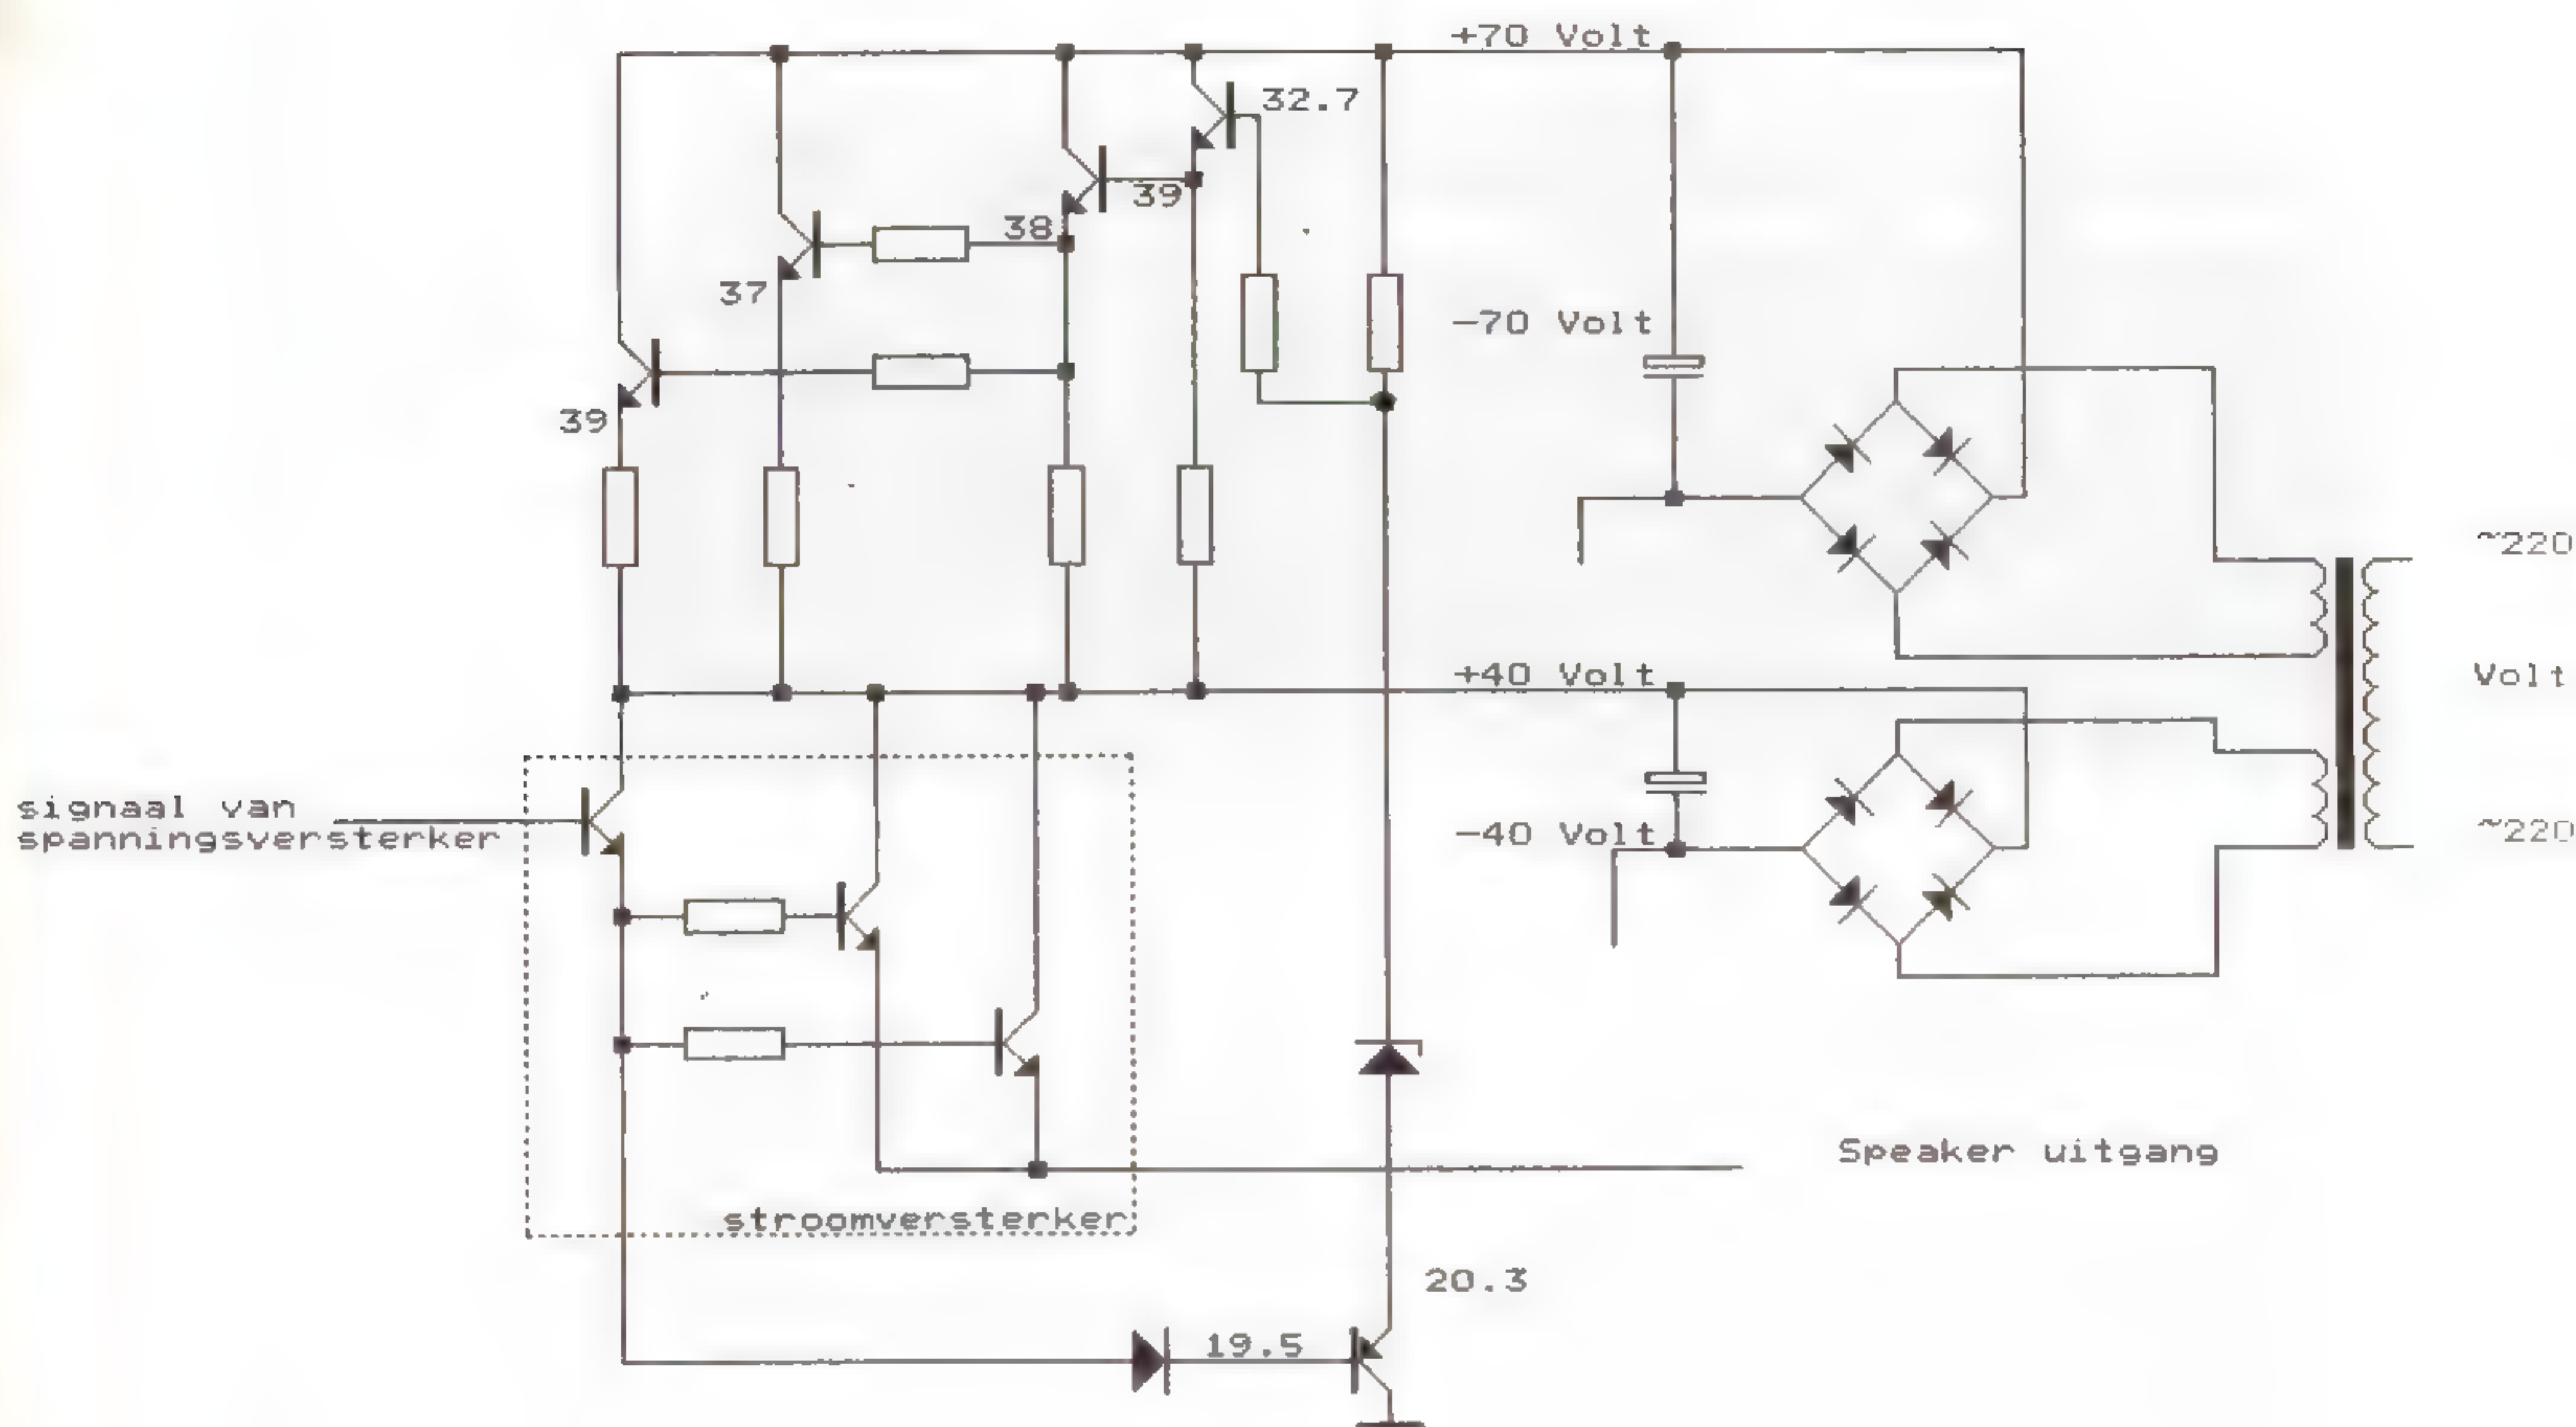 +70 Volt
32.7
39
38
37
-70 Volt
39
~220
+40 Volt
Volt
signaal van
spanningsversterker
-40 Volt
~220
Speaker uitgang
stroomversterker
20.3
19.5